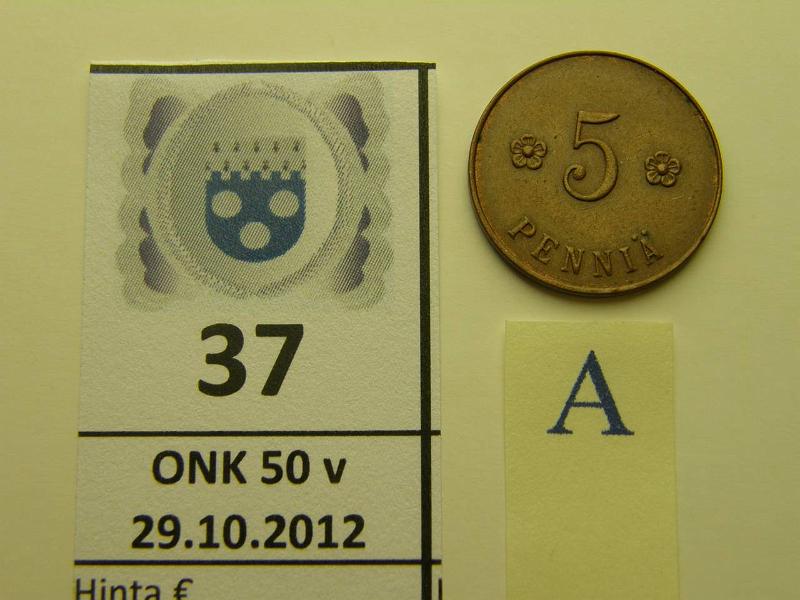 37
ONK 50 v
29.10.2012
Hinta €
5
PENNIÄ
A